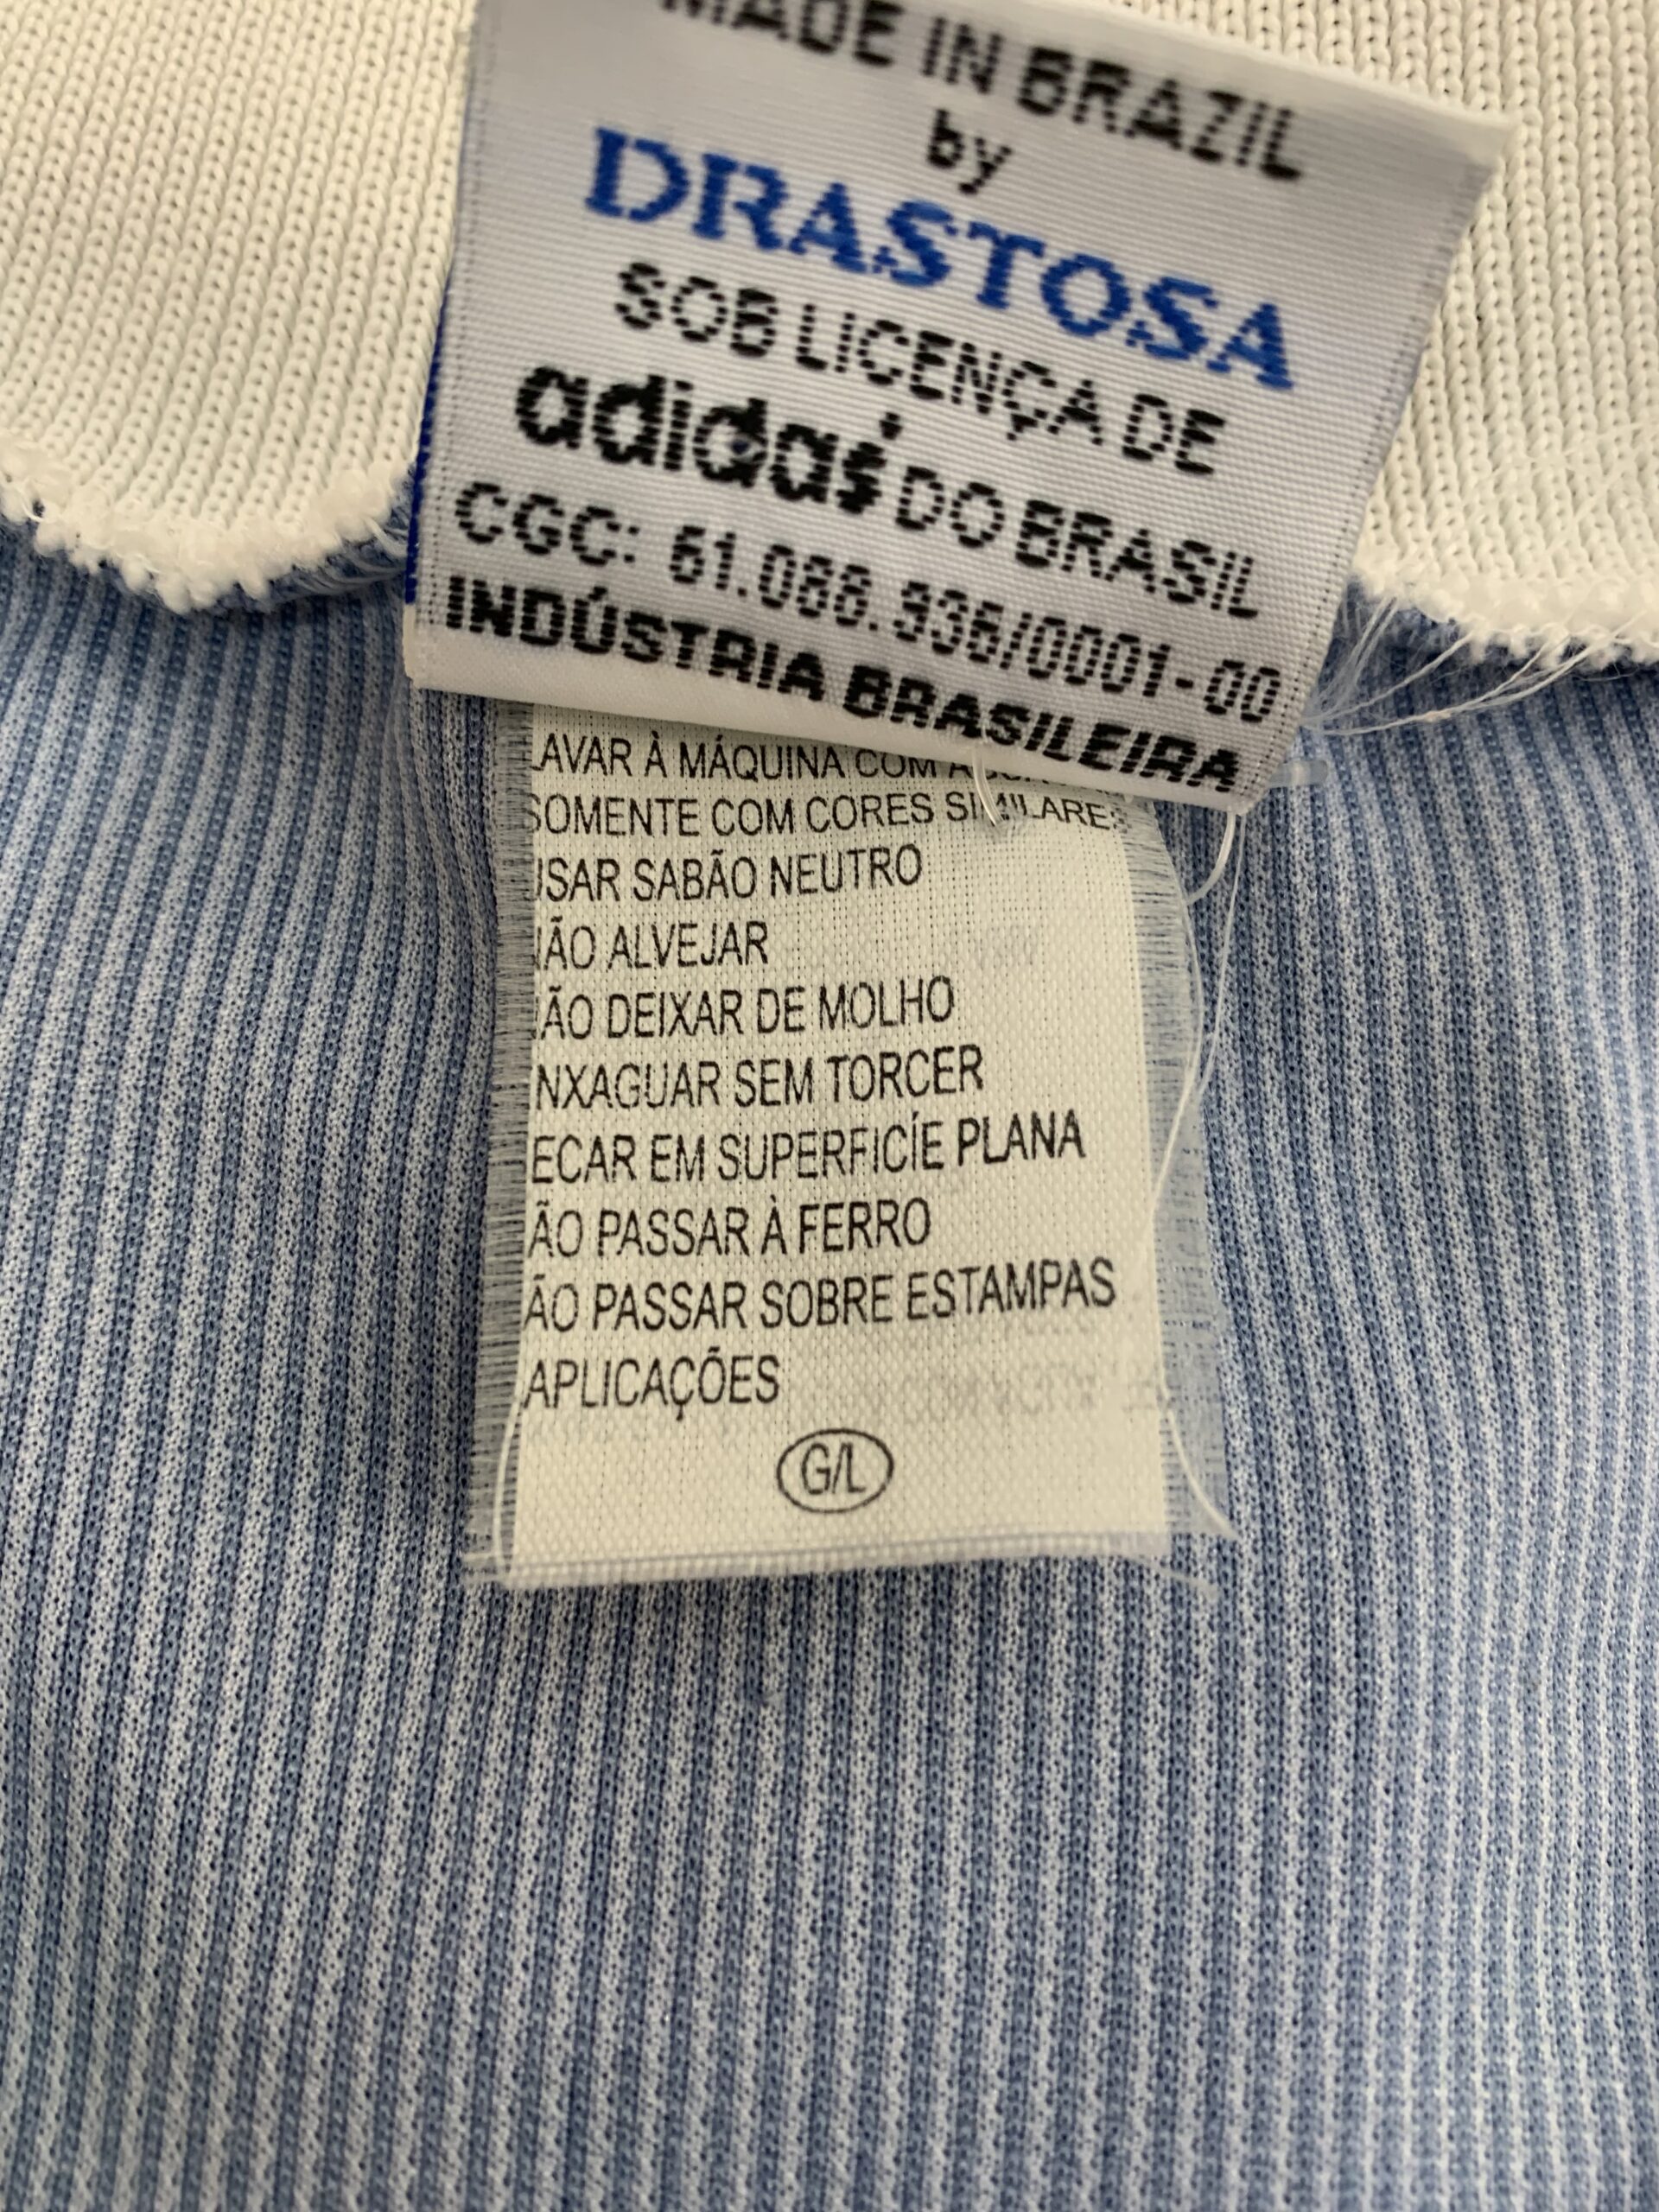 MADE IN BRAZIL
by
DRASTOSA
SOB LICENÇA DE
adidas DO BRASIL
CGC: 61.088.936/0001-00
INDÚSTRIA BRASILEIRA
LAVAR À MÁQUINA COM
SOMENTE COM CORES SIMILARES
USAR SABÃO NEUTRO
NÃO ALVEJAR
ÃO DEIXAR DE MOLHO
NXAGUAR SEM TORCER
ECAR EM SUPERFICÍE PLANA
ÃO PASSAR À FERRO
ÃO PASSAR SOBRE ESTAMPAS
APLICAÇÕES
G/L